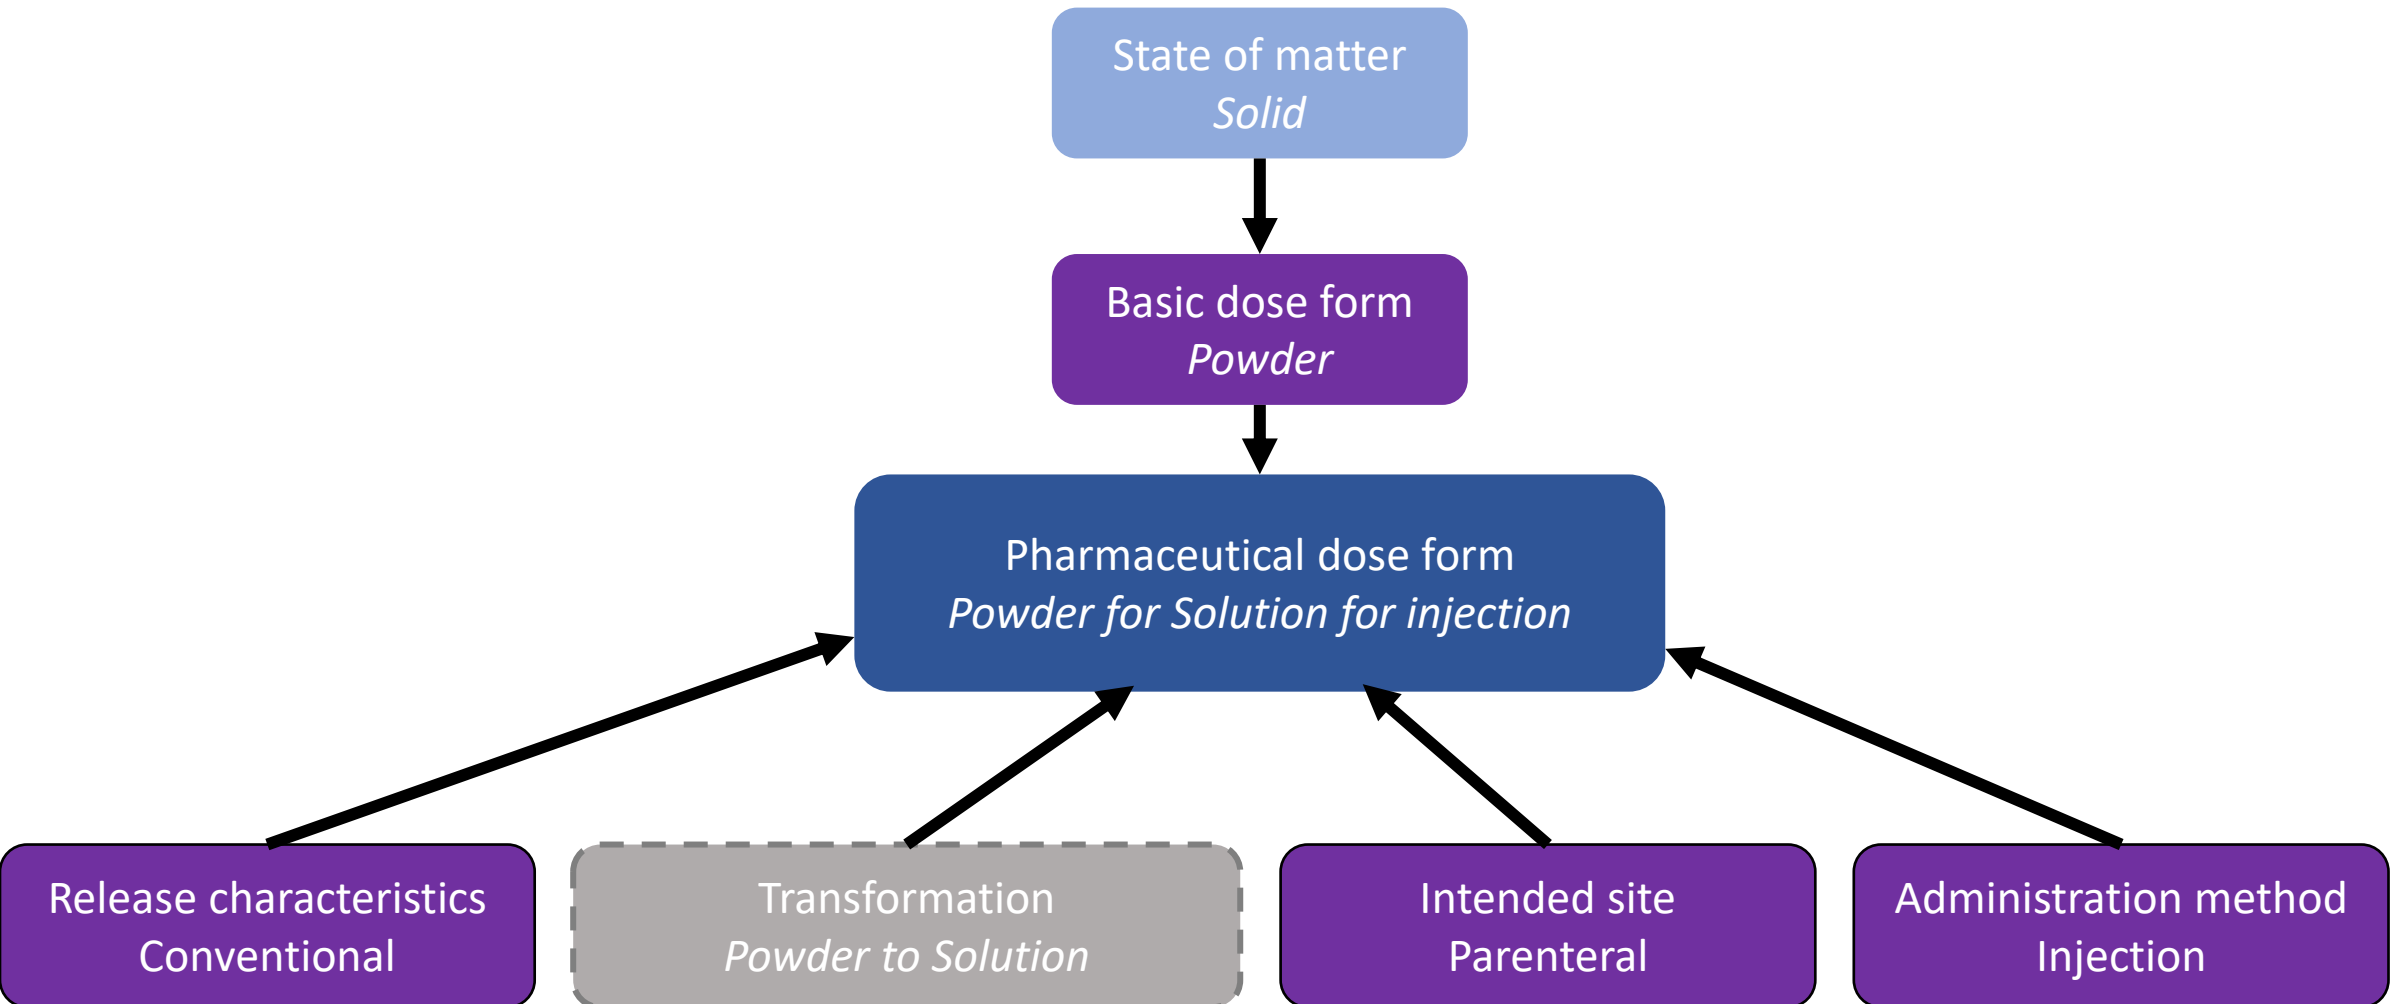 State of matter
Solid
Basic dose form
Powder
Pharmaceutical dose form
Powder for Solution for injection
Release characteristics
Conventional
Transformation
Powder to Solution
Intended site
Parenteral
Administration method
Injection